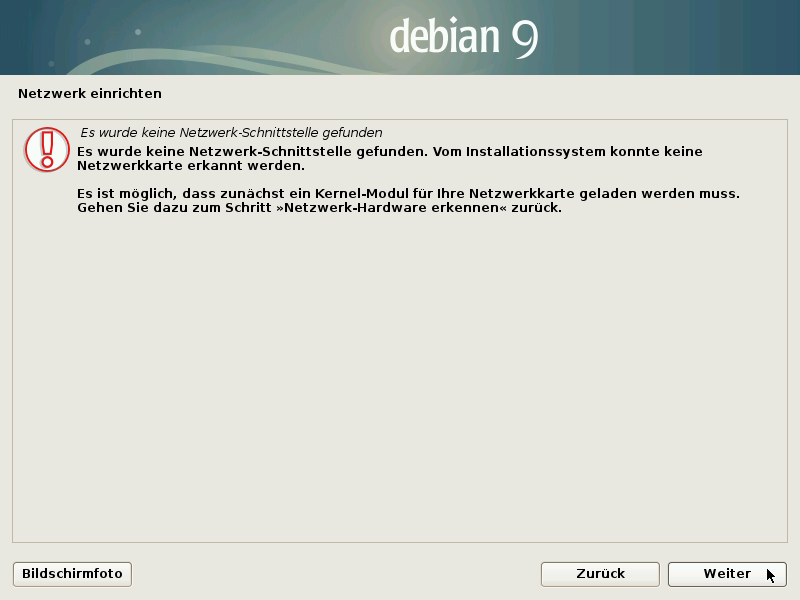 debian 9
Netzwerk einrichten
Es wurde keine Netzwerk-Schnittstelle gefunden
Es wurde keine Netzwerk-Schnittstelle gefunden. Vom Installationssystem konnte keine
Netzwerkkarte erkannt werden.
Es ist möglich, dass zunächst ein Kernel-Modul für Ihre Netzwerkkarte geladen werden muss.
Gehen Sie dazu zum Schritt »Netzwerk-Hardware erkennen« zurück.
Bildschirmfoto
Zurück
Weiter